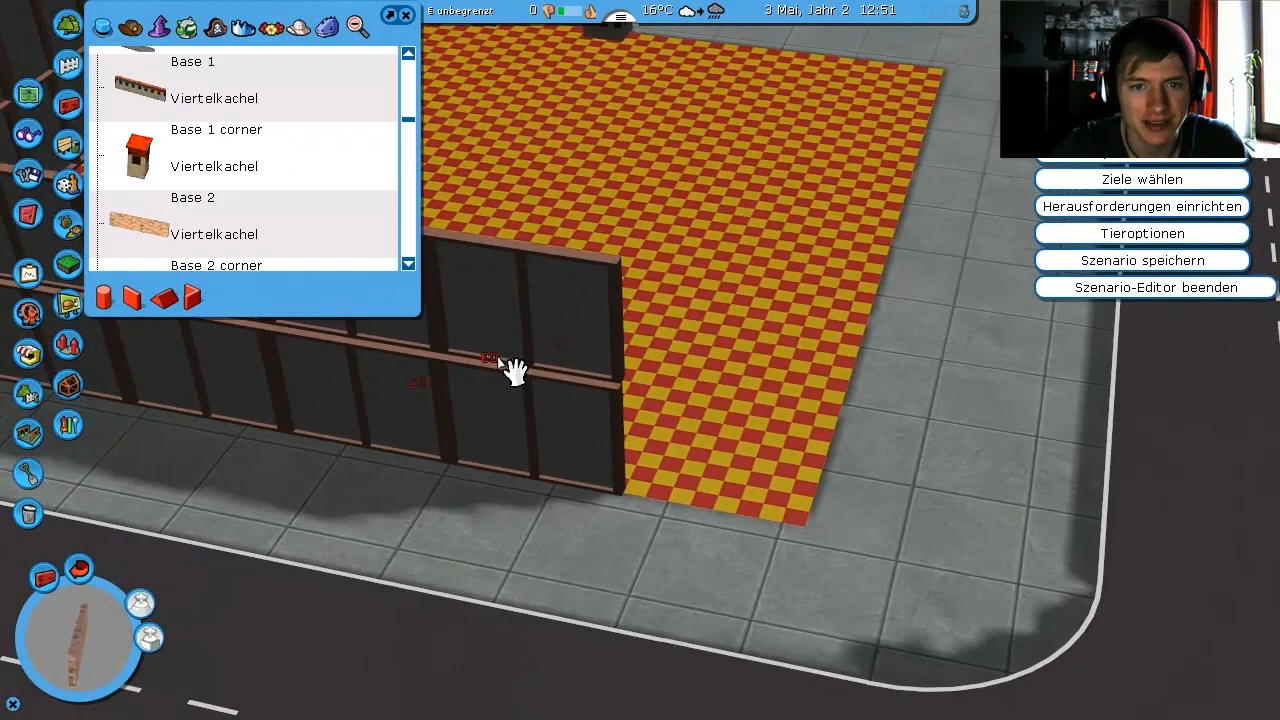 € unbegrenzt 0 16°C 3 Mai, Jahr 2 12:51
Base 1
Viertelkachel
Base 1 corner
Viertelkachel
Base 2
Viertelkachel
Base 2 corner
Ziele wählen
Herausforderungen einrichten
Tieroptionen
Szenario speichern
Szenario-Editor beenden